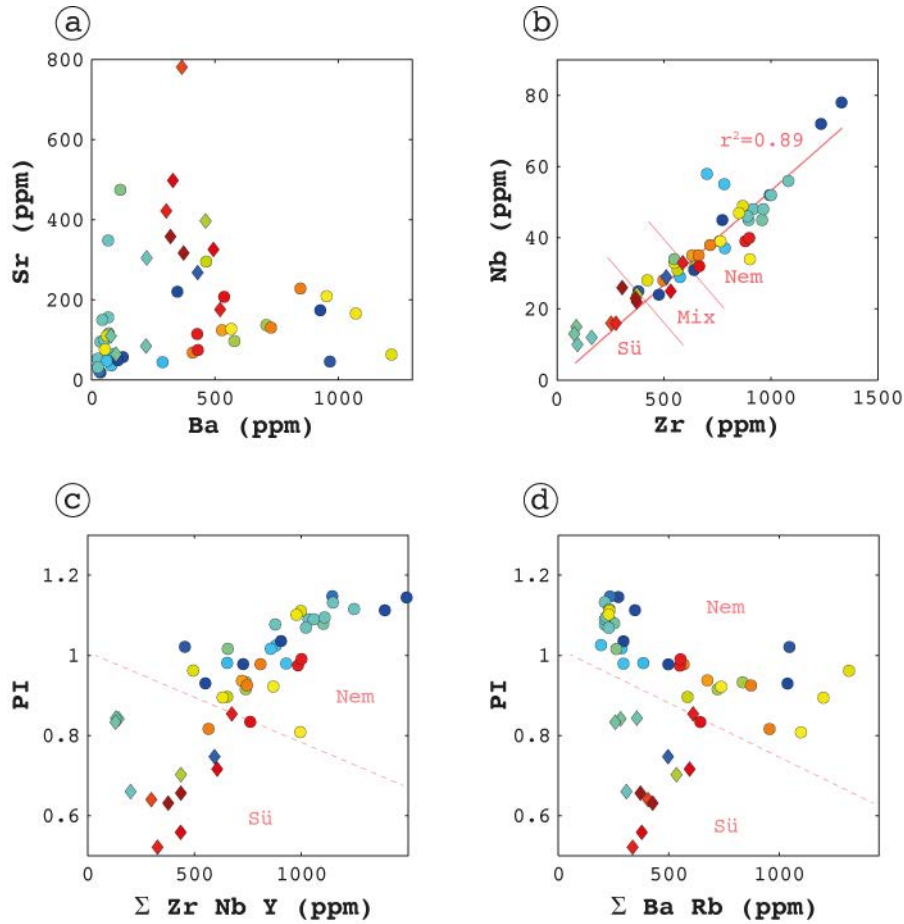 a
800
600
400
200
0
Sr (ppm)
0
500
1000
Ba (ppm)
b
80
60
40
20
0
Nb (ppm)
r²=0.89
Nem
Mix
Sü
0
500
1000
1500
Zr (ppm)
c
1.2
1
0.8
0.6
PI
Nem
Sü
0
500
1000
Σ Zr Nb Y (ppm)
d
1.2
1
0.8
0.6
PI
Nem
Sü
0
500
1000
Σ Ba Rb (ppm)